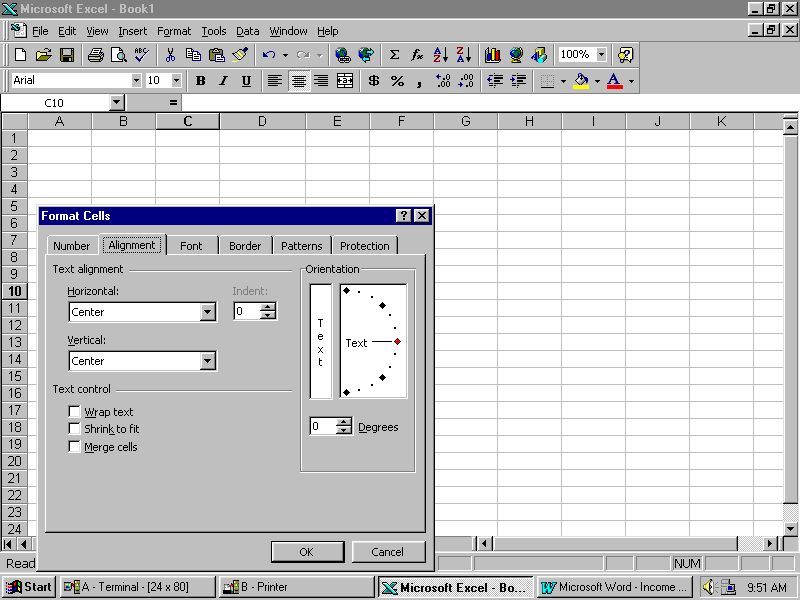 Microsoft Excel - Book1
File Edit View Insert Format Tools Data Window Help
100%
Arial 10 B I U $ % ,
C10 =
A B C D E F G H I J K
1
2
3
4
5
6
7
8
9
10
11
12
13
14
15
16
17
18
19
20
21
22
23
24
Format Cells
Number Alignment Font Border Patterns Protection
Text alignment
Horizontal: Indent:
Center 0
Vertical:
Center
Text control
Wrap text
Shrink to fit
Merge cells
Orientation
Text
Text
0 Degrees
OK Cancel
Read
NUM
Start A - Terminal - [24 x 80] B - Printer Microsoft Excel - Bo... Microsoft Word - Income ... 9:51 AM